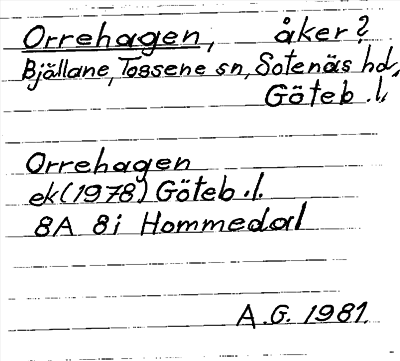 Orrehagen, åker?
Bjällane, Tossene sn, Sotenäs hd,
Göteb.l.
Orrehagen
ek(1978) Göteb.l.
8A 8i Hommedal
A.G. 1981.